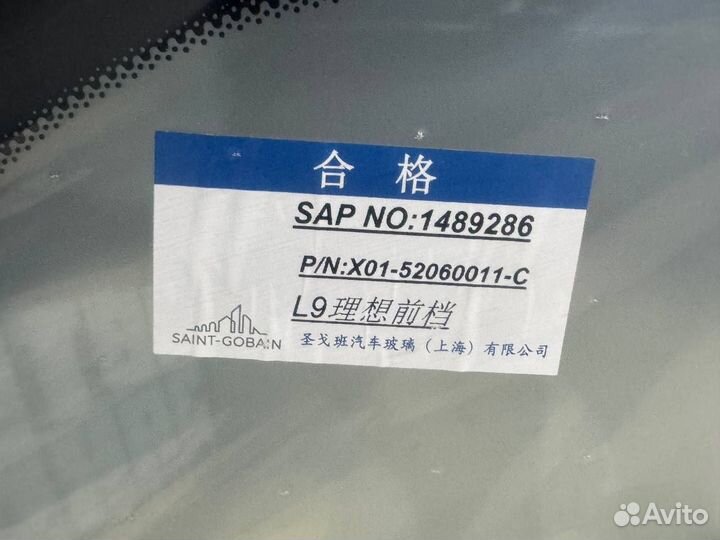 合格
SAP NO:1489286
P/N:X01-52060011-C
L9理想前档
SAINT-GOBAIN
圣戈班汽车玻璃（上海）有限公司
Avito